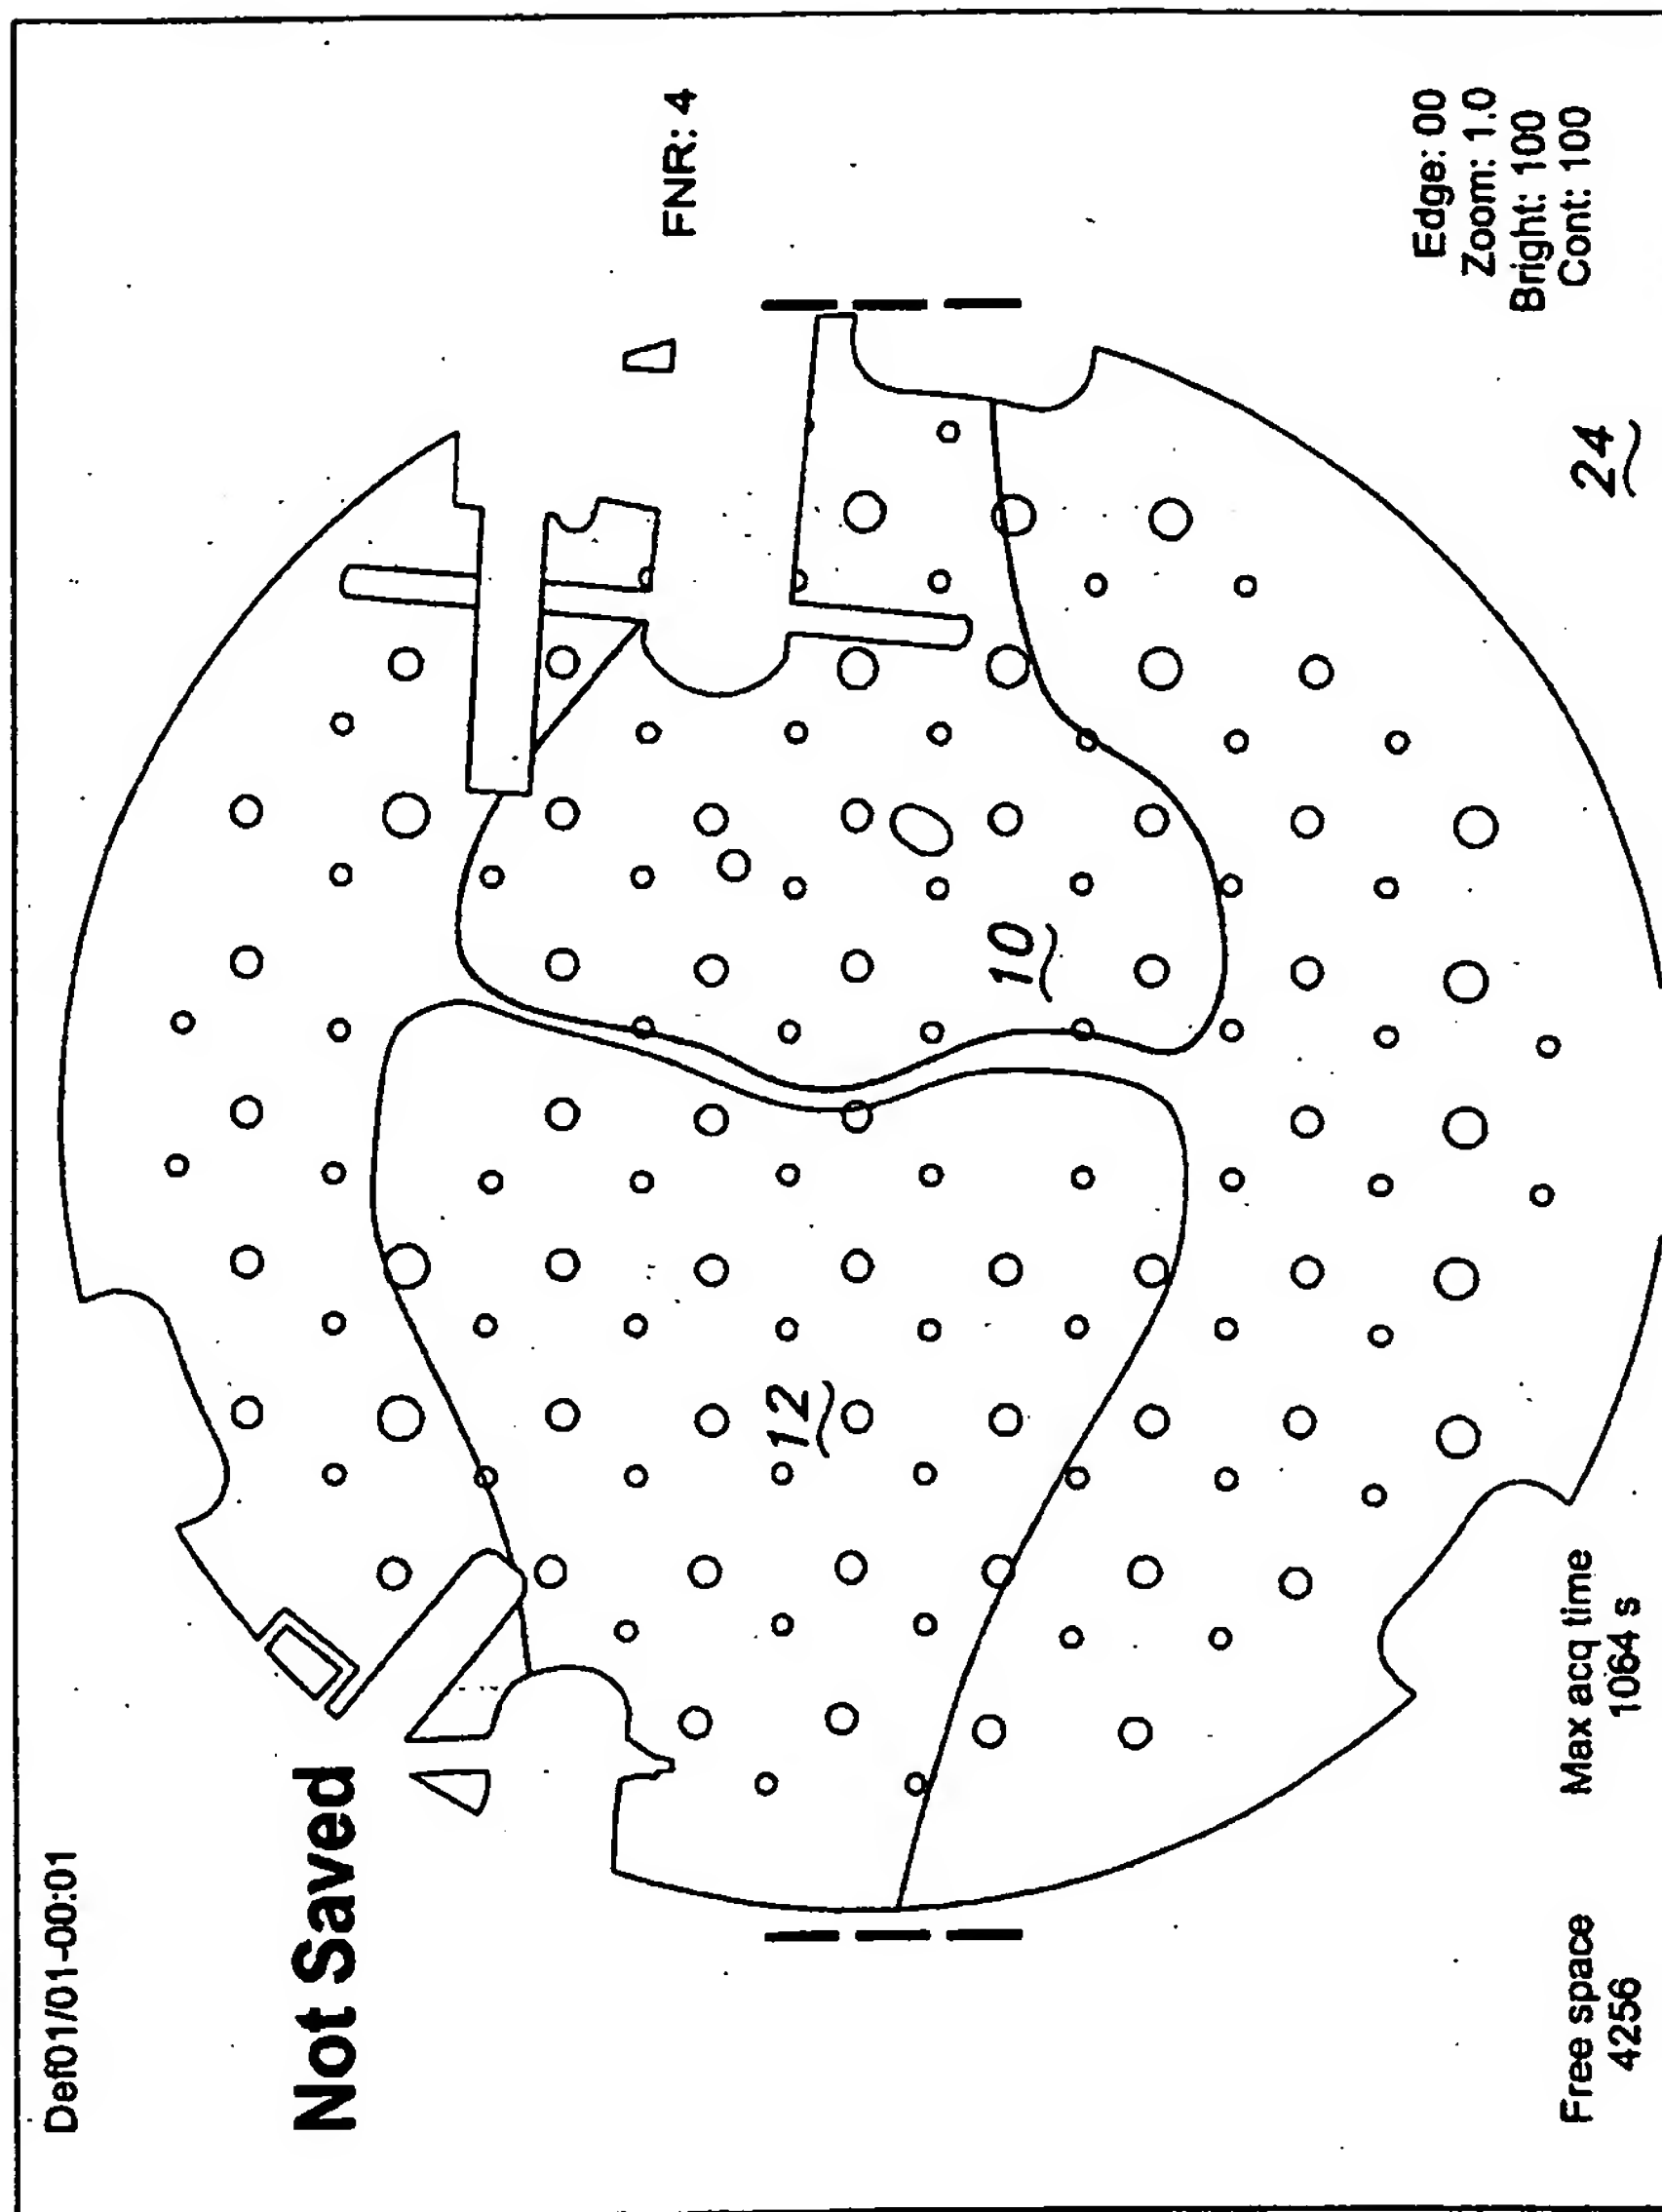 Def01/01-00:01
Not Saved
FNR: 4
10
12
24
Free space
4256
Max acq time
1064 s
Edge: 00
Zoom: 1.0
Bright: 100
Cont: 100